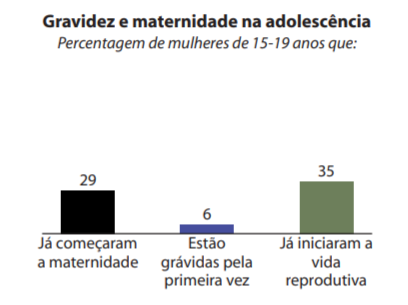 Gravidez e maternidade na adolescência
Percentagem de mulheres de 15-19 anos que:
29
6
35
Já começaram
a maternidade
Estão
grávidas pela
primeira vez
Já iniciaram a
vida
reprodutiva